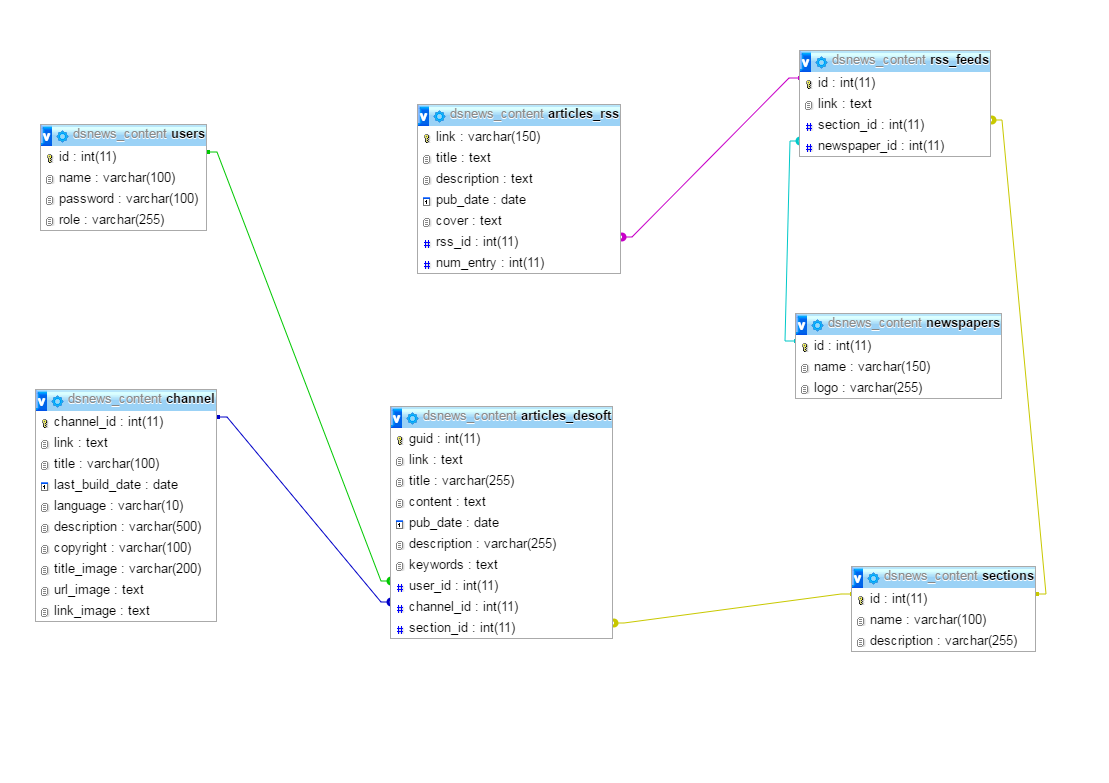 dsnews_content users
id : int(11)
name : varchar(100)
password : varchar(100)
role : varchar(255)
dsnews_content articles_rss
link : varchar(150)
title : text
description : text
pub_date : date
cover : text
rss_id : int(11)
num_entry : int(11)
dsnews_content rss_feeds
id : int(11)
link : text
section_id : int(11)
newspaper_id : int(11)
dsnews_content newspapers
id : int(11)
name : varchar(150)
logo : varchar(255)
dsnews_content channel
channel_id : int(11)
link : text
title : varchar(100)
last_build_date : date
language : varchar(10)
description : varchar(500)
copyright : varchar(100)
title_image : varchar(200)
url_image : text
link_image : text
dsnews_content articles_desoft
guid : int(11)
link : text
title : varchar(255)
content : text
pub_date : date
description : varchar(255)
keywords : text
user_id : int(11)
channel_id : int(11)
section_id : int(11)
dsnews_content sections
id : int(11)
name : varchar(100)
description : varchar(255)